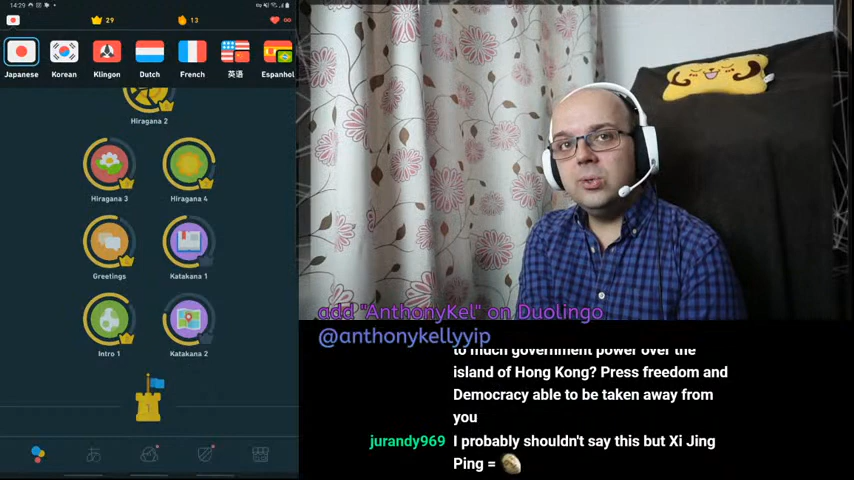 14:29
29
13
Japanese
Korean
Klingon
Dutch
French
英语
Espanhol
Hiragana 2
Hiragana 3
Hiragana 4
Greetings
Katakana 1
Intro 1
Katakana 2
1
add "AnthonyKel" on Duolingo
@anthonykellyyip
to much government power over the
island of Hong Kong? Press freedom and
Democracy able to be taken away from
you
jurandy969 I probably shouldn't say this but Xi Jing
Ping =